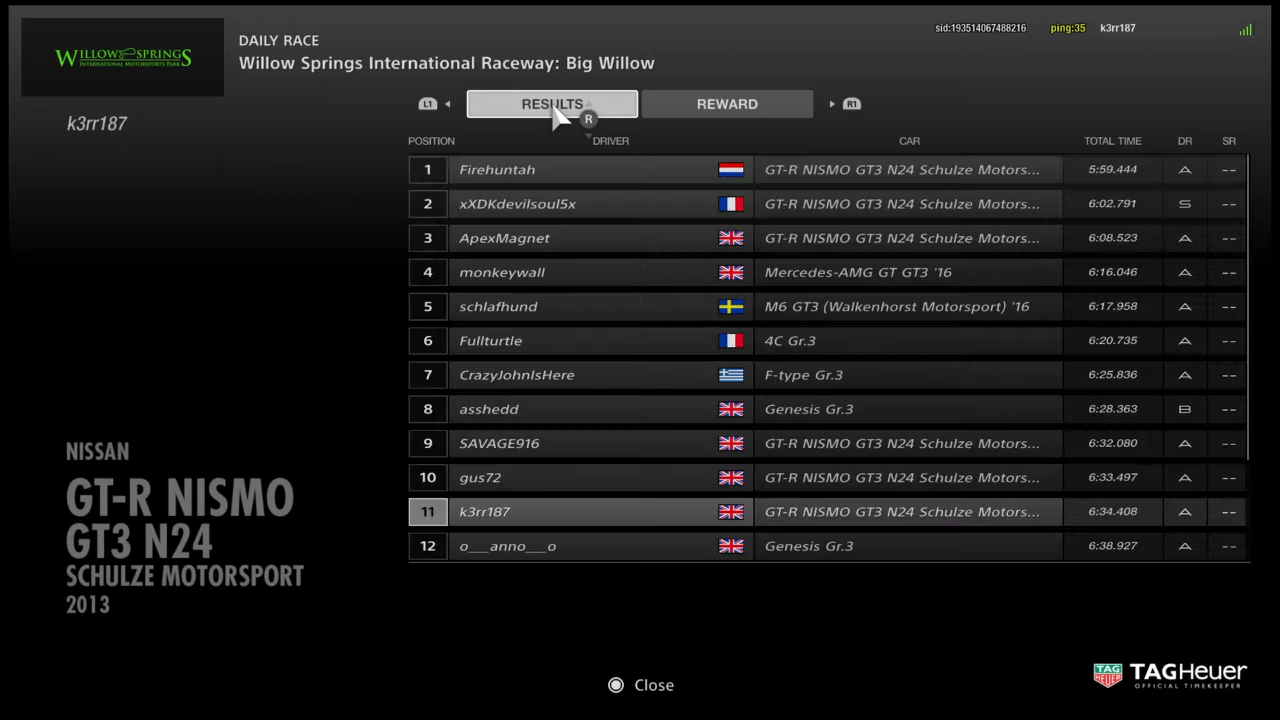 WILLOW SPRINGS
INTERNATIONAL MOTORSPORTS PARK
DAILY RACE
Willow Springs International Raceway: Big Willow
sid:193514067488216 ping:35 k3rr187
k3rr187
L1 RESULTS R REWARD R1
POSITION DRIVER CAR TOTAL TIME DR SR
1 Firehuntah GT-R NISMO GT3 N24 Schulze Motors... 5:59.444 A --
2 xXDKdevilsoul5x GT-R NISMO GT3 N24 Schulze Motors... 6:02.791 S --
3 ApexMagnet GT-R NISMO GT3 N24 Schulze Motors... 6:08.523 A --
4 monkeywall Mercedes-AMG GT GT3 '16 6:16.046 A --
5 schlafhund M6 GT3 (Walkenhorst Motorsport) '16 6:17.958 A --
6 Fullturtle 4C Gr.3 6:20.735 A --
7 CrazyJohnIsHere F-type Gr.3 6:25.836 A --
8 asshedd Genesis Gr.3 6:28.363 B --
9 SAVAGE916 GT-R NISMO GT3 N24 Schulze Motors... 6:32.080 A --
10 gus72 GT-R NISMO GT3 N24 Schulze Motors... 6:33.497 A --
11 k3rr187 GT-R NISMO GT3 N24 Schulze Motors... 6:34.408 A --
12 o___anno___o Genesis Gr.3 6:38.927 A --
NISSAN
GT-R NISMO
GT3 N24
SCHULZE MOTORSPORT
2013
Close
TAG HEUER TAGHeuer
OFFICIAL TIMEKEEPER